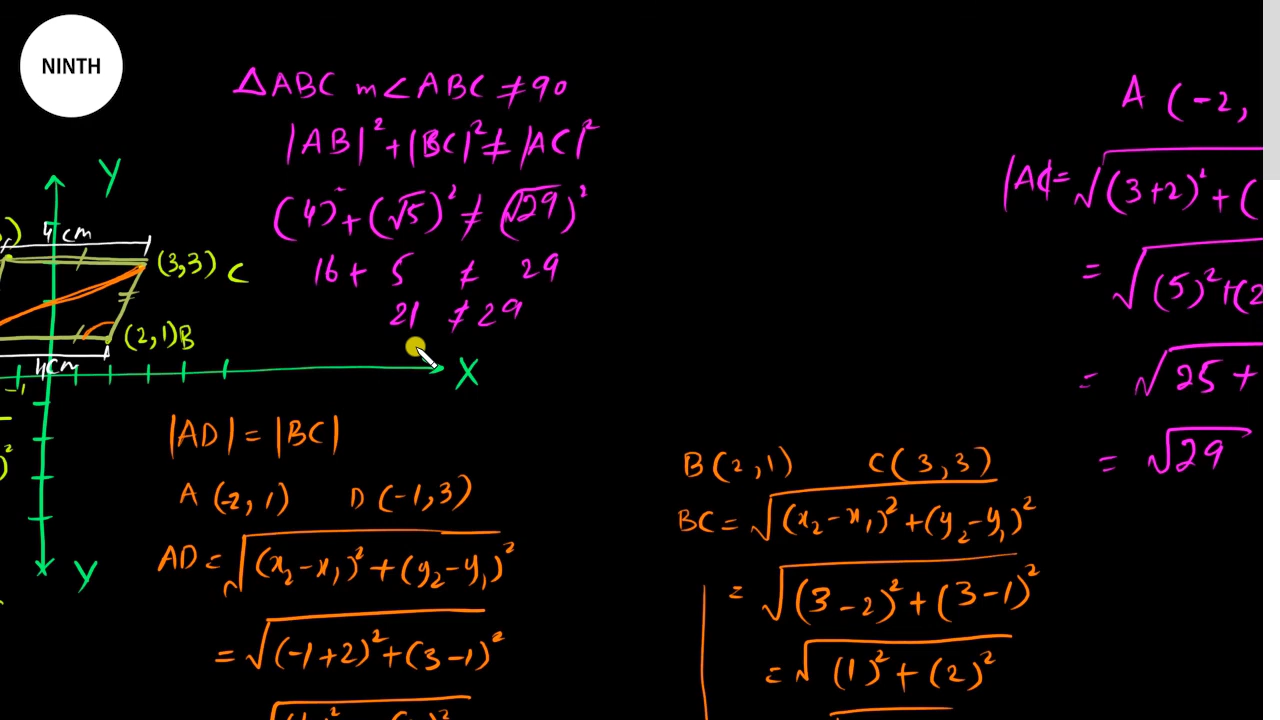 NINTH
△ABC m∠ABC ≠ 90
|AB|² + |BC|² ≠ |AC|²
(4)² + (√5)² ≠ (√29)²
16 + 5 ≠ 29
21 ≠ 29
Y
4cm
(3,3) C
(2,1)B
4cm
X
-1
Y
|AD| = |BC|
A (-2, 1) D (-1, 3)
AD = √(x₂ - x₁)² + (y₂ - y₁)²
= √(-1+2)² + (3-1)²
B(2,1) C(3,3)
BC = √(x₂ - x₁)² + (y₂ - y₁)²
= √(3-2)² + (3-1)²
= √(1)² + (2)²
A (-2,
|AC| = √(3+2)² + (
= √(5)² + (2
= √25 +
= √29